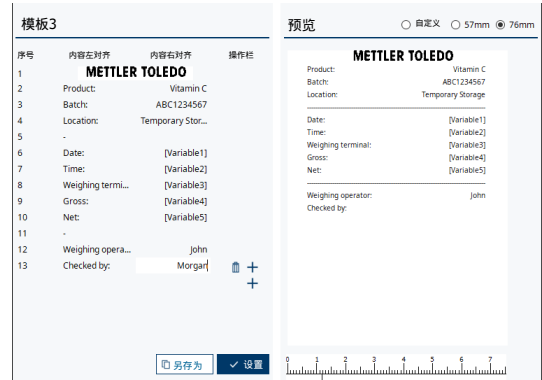 模板3
序号 内容左对齐 内容右对齐 操作栏
1 METTLER TOLEDO
2 Product: Vitamin C
3 Batch: ABC1234567
4 Location: Temporary Stor...
5 -
6 Date: [Variable1]
7 Time: [Variable2]
8 Weighing termi... [Variable3]
9 Gross: [Variable4]
10 Net: [Variable5]
11 -
12 Weighing opera... John
13 Checked by: Morgan
另存为 设置
预览 自定义 57mm 76mm
METTLER TOLEDO
Product: Vitamin C
Batch: ABC1234567
Location: Temporary Storage
Date: [Variable1]
Time: [Variable2]
Weighing terminal: [Variable3]
Gross: [Variable4]
Net: [Variable5]
Weighing operator: John
Checked by:
0 1 2 3 4 5 6 7